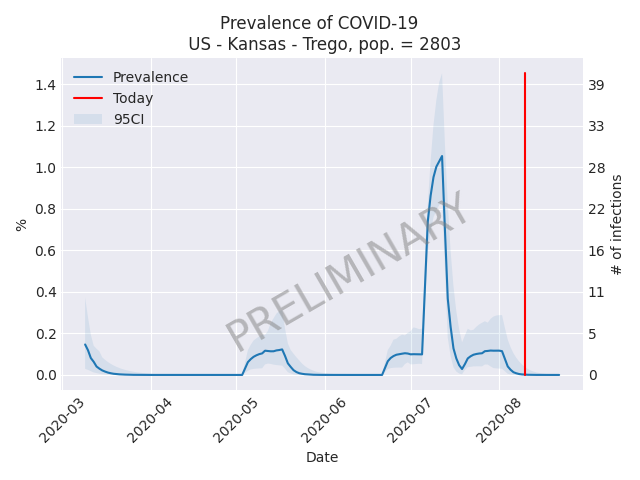 Prevalence of COVID-19
US - Kansas - Trego, pop. = 2803
Prevalence
Today
95CI
PRELIMINARY
%
1.4
1.2
1.0
0.8
0.6
0.4
0.2
0.0
39
33
28
22
16
11
5
0
# of infections
2020-03
2020-04
2020-05
2020-06
2020-07
2020-08
Date